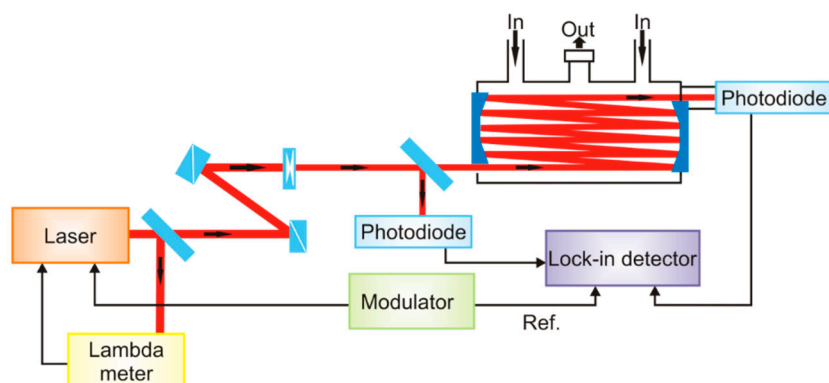 In
Out
In
Photodiode
Laser
Photodiode
Lock-in detector
Modulator
Ref.
Lambda
meter